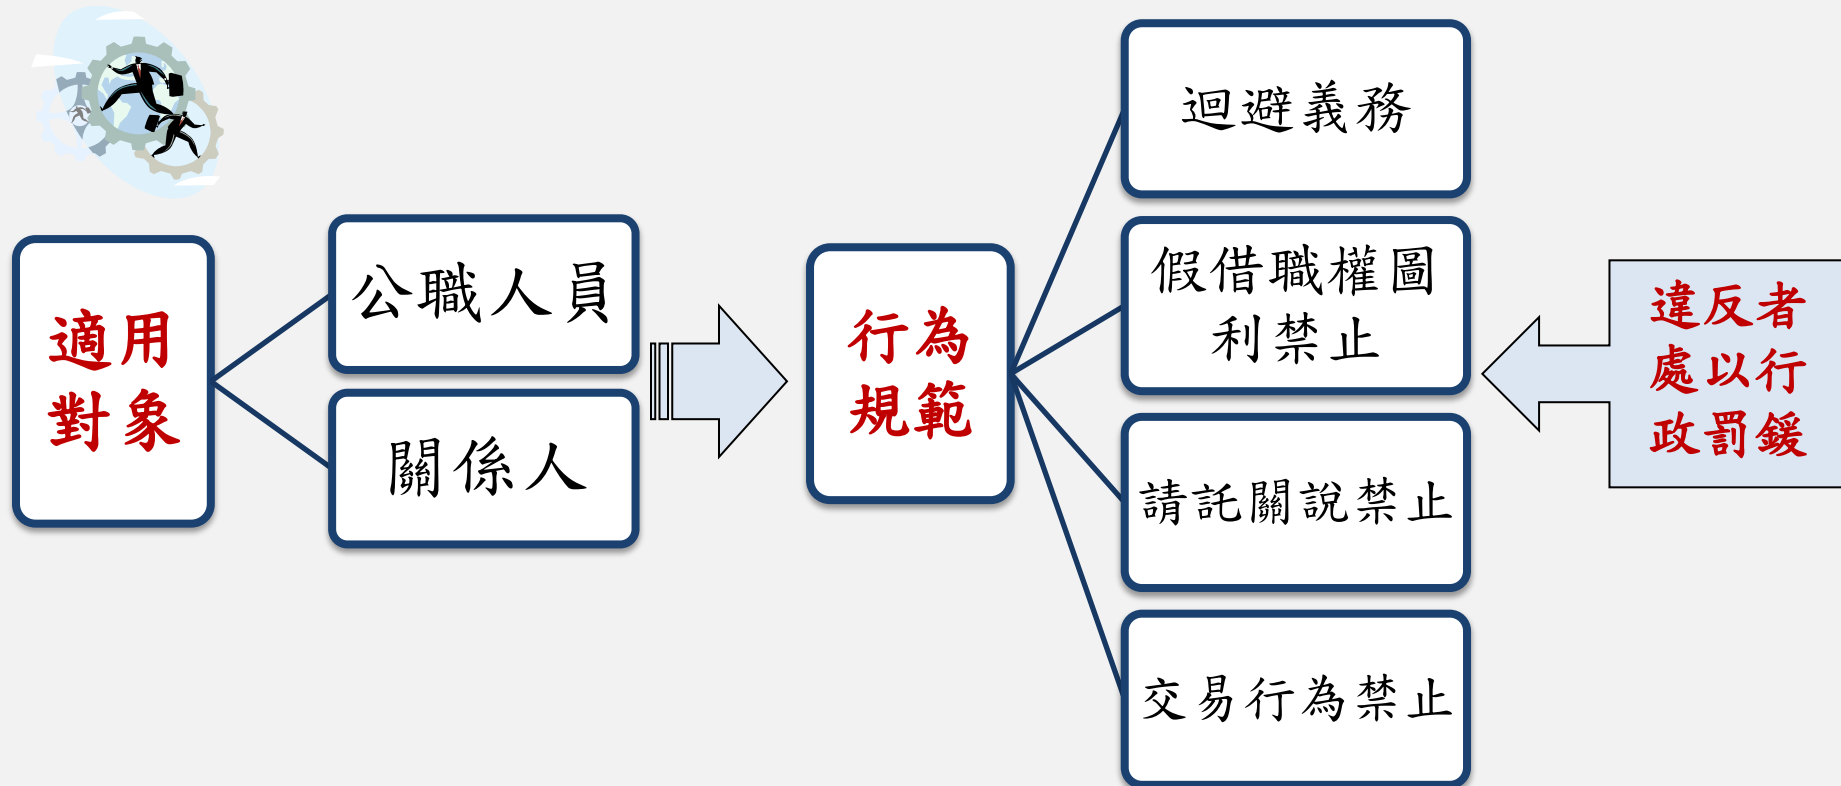 適用
對象
公職人員
關係人
行為
規範
迴避義務
假借職權圖
利禁止
請託關說禁止
交易行為禁止
違反者
處以行
政罰鍰